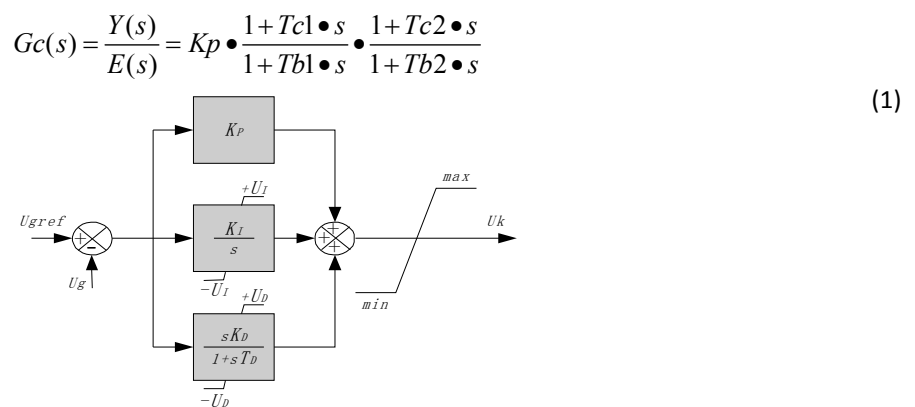 Gc(s) = Y(s)/E(s) = Kp • 1+Tc1•s/1+Tb1•s • 1+Tc2•s/1+Tb2•s
(1)
KP
+UI
max
Ugref
+
-
KI/s
+
+
+
Uk
Ug
-UI
+UD
min
sKD/1+sTD
-UD